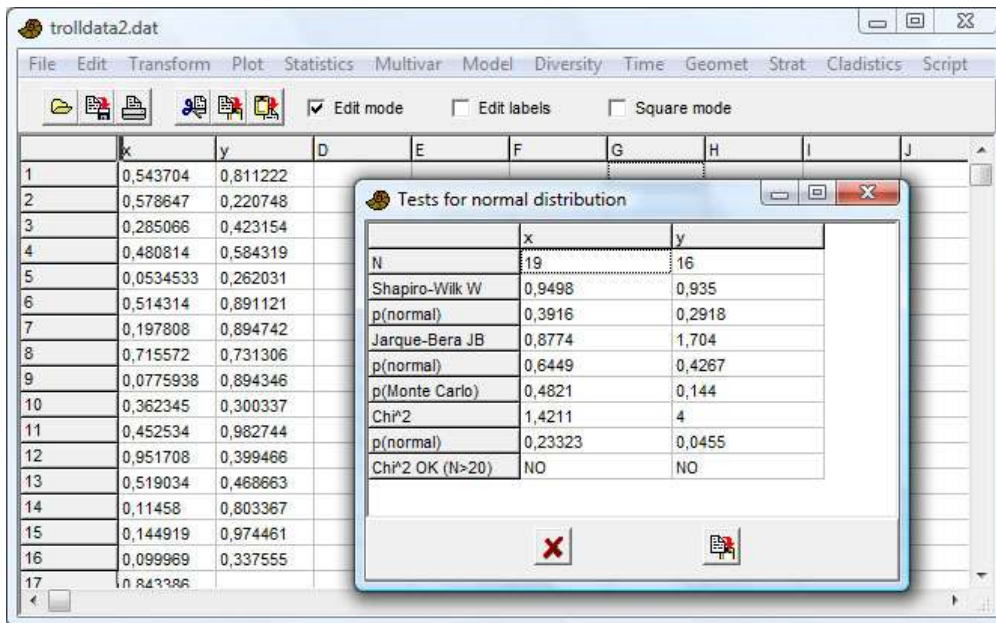 trolldata2.dat
File Edit Transform Plot Statistics Multivar Model Diversity Time Geomet Strat Cladistics Script
Edit mode Edit labels Square mode
x y D E F G H I J
1 0,543704 0,811222
2 0,578647 0,220748
3 0,285066 0,423154
4 0,480814 0,584319
5 0,0534533 0,262031
6 0,514314 0,891121
7 0,197808 0,894742
8 0,715572 0,731306
9 0,0775938 0,894346
10 0,362345 0,300337
11 0,452534 0,982744
12 0,951708 0,399466
13 0,519034 0,468663
14 0,11458 0,803367
15 0,144919 0,974461
16 0,099969 0,337555
17 0,843386
Tests for normal distribution
x y
N 19 16
Shapiro-Wilk W 0,9498 0,935
p(normal) 0,3916 0,2918
Jarque-Bera JB 0,8774 1,704
p(normal) 0,6449 0,4267
p(Monte Carlo) 0,4821 0,144
Chi^2 1,4211 4
p(normal) 0,23323 0,0455
Chi^2 OK (N>20) NO NO